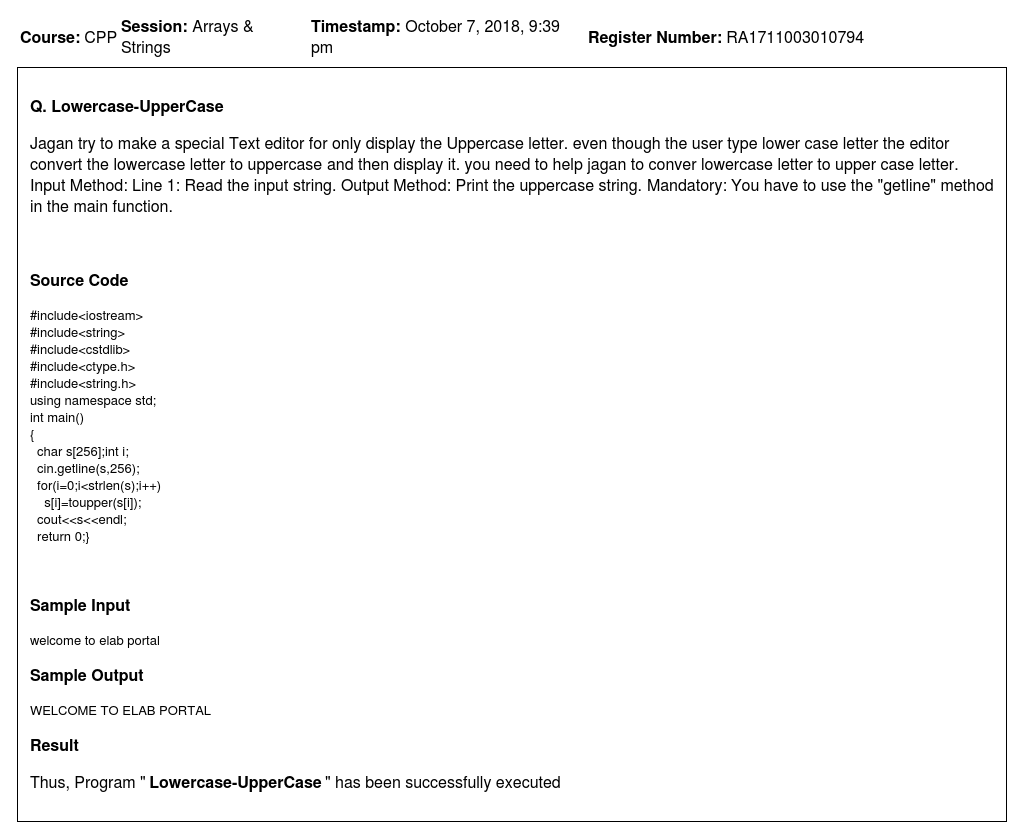 Course: CPP Session: Arrays & Strings Timestamp: October 7, 2018, 9:39 pm Register Number: RA1711003010794
Q. Lowercase-UpperCase
Jagan try to make a special Text editor for only display the Uppercase letter. even though the user type lower case letter the editor
convert the lowercase letter to uppercase and then display it. you need to help jagan to conver lowercase letter to upper case letter.
Input Method: Line 1: Read the input string. Output Method: Print the uppercase string. Mandatory: You have to use the "getline" method
in the main function.
Source Code
#include<iostream>
#include<string>
#include<cstdlib>
#include<ctype.h>
#include<string.h>
using namespace std;
int main()
{
char s[256];int i;
cin.getline(s,256);
for(i=0;i<strlen(s);i++)
s[i]=toupper(s[i]);
cout<<s<<endl;
return 0;}
Sample Input
welcome to elab portal
Sample Output
WELCOME TO ELAB PORTAL
Result
Thus, Program " Lowercase-UpperCase " has been successfully executed